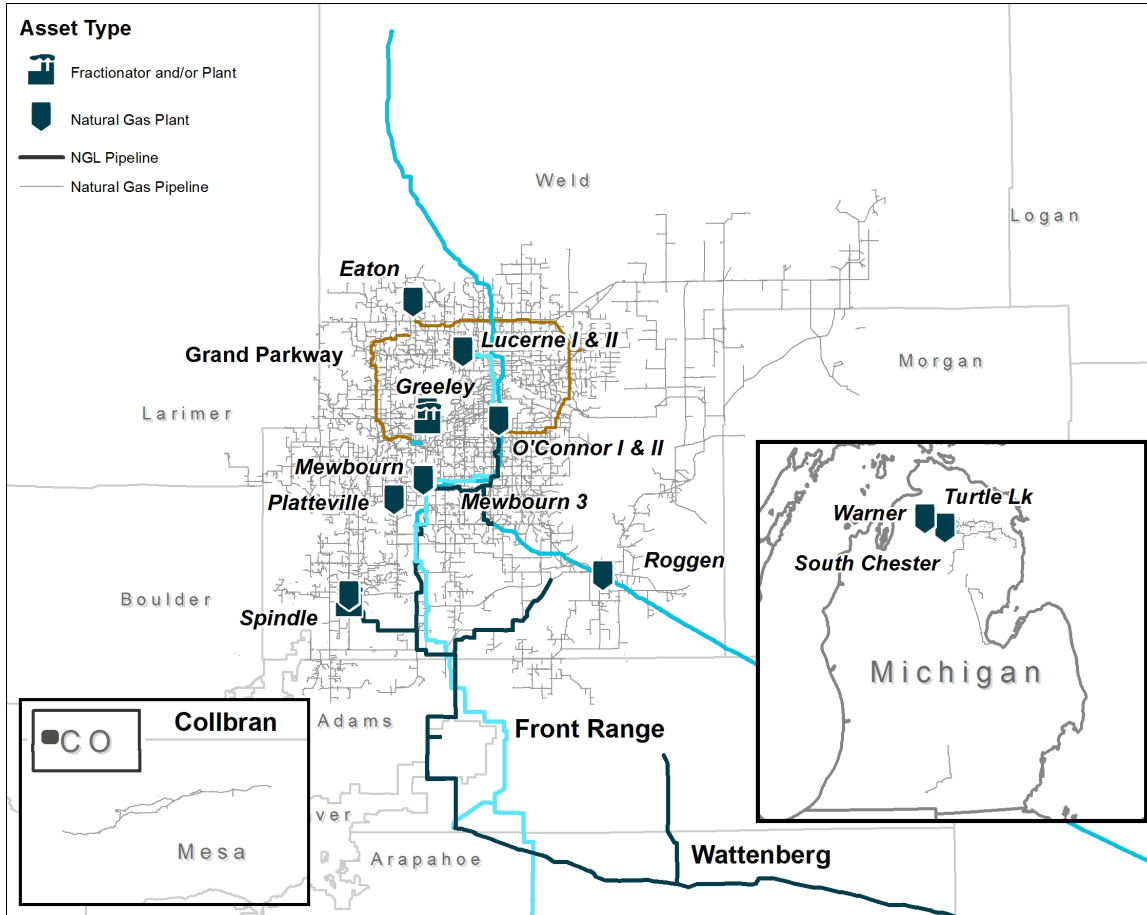 Asset Type
Fractionator and/or Plant
Natural Gas Plant
NGL Pipeline
Natural Gas Pipeline
Weld
Logan
Eaton
Lucerne I & II
Grand Parkway
Morgan
Greeley
Larimer
O'Connor I & II
Mewbourn
Platteville
Mewbourn 3
Turtle Lk
Warner
South Chester
Roggen
Boulder
Spindle
Michigan
Collbran
CO
Adams
Front Range
ver
Mesa
Arapahoe
Wattenberg